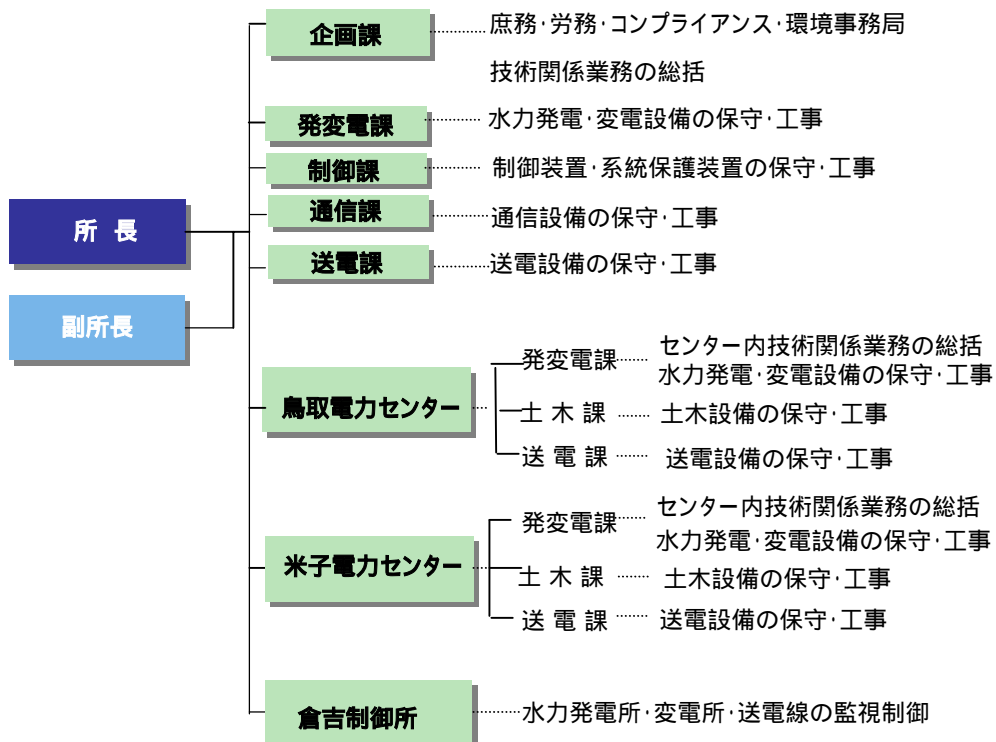 企画課 庶務·労務·コンプライアンス·環境事務局
技術関係業務の総括
発変電課 水力発電·変電設備の保守·工事
制御課 制御装置·系統保護装置の保守·工事
通信課 通信設備の保守·工事
所 長
送電課 送電設備の保守·工事
副所長
鳥取電力センター
発変電課 センター内技術関係業務の総括
水力発電·変電設備の保守·工事
土 木 課 土木設備の保守·工事
送 電 課 送電設備の保守·工事
米子電力センター
発変電課 センター内技術関係業務の総括
水力発電·変電設備の保守·工事
土 木 課 土木設備の保守·工事
送 電 課 送電設備の保守·工事
倉吉制御所 水力発電所·変電所·送電線の監視制御